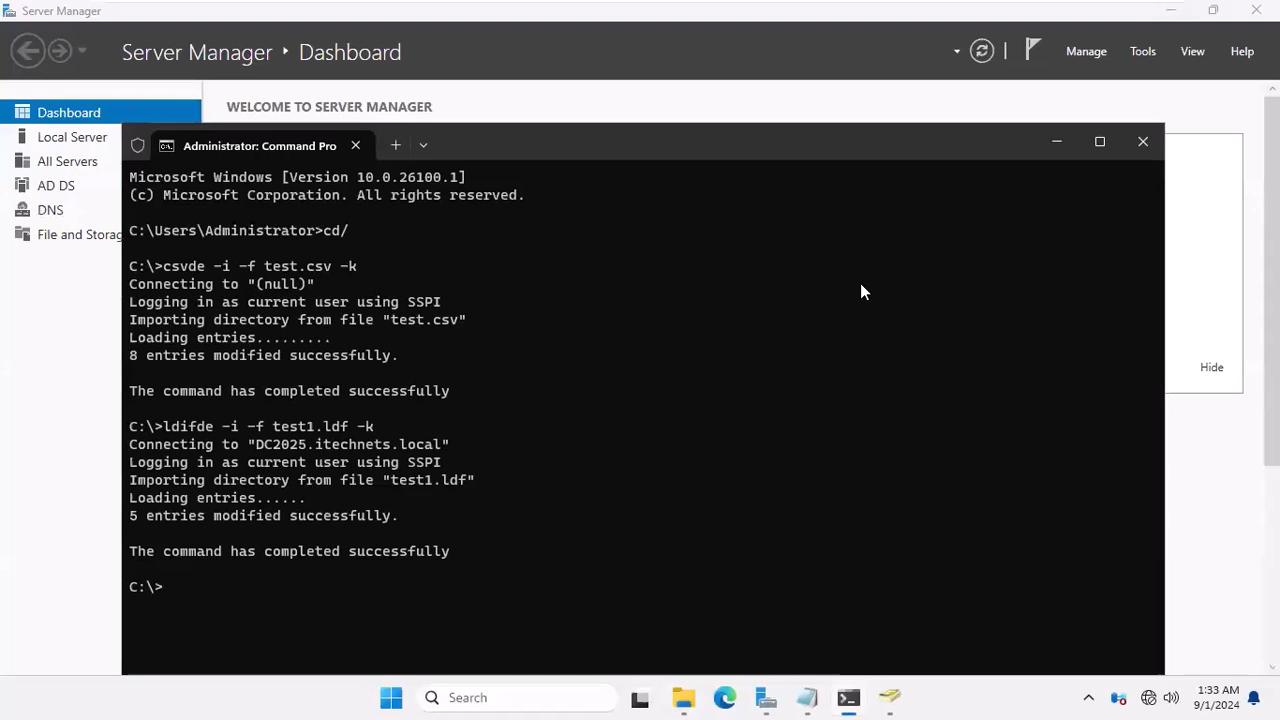 Server Manager
Server Manager ‣ Dashboard
Manage Tools View Help
Dashboard
Local Server
All Servers
AD DS
DNS
File and Storag
WELCOME TO SERVER MANAGER
Administrator: Command Pro
Microsoft Windows [Version 10.0.26100.1]
(c) Microsoft Corporation. All rights reserved.
C:\Users\Administrator>cd/
C:\>csvde -i -f test.csv -k
Connecting to "(null)"
Logging in as current user using SSPI
Importing directory from file "test.csv"
Loading entries.........
8 entries modified successfully.
The command has completed successfully
C:\>ldifde -i -f test1.ldf -k
Connecting to "DC2025.itechnets.local"
Logging in as current user using SSPI
Importing directory from file "test1.ldf"
Loading entries......
5 entries modified successfully.
The command has completed successfully
C:\>
Hide
Search
1:33 AM
9/1/2024